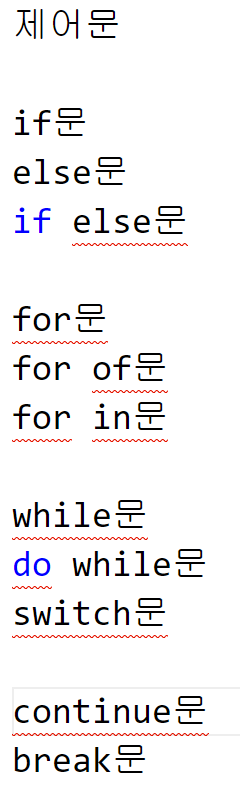 제어문
if문
else문
if else문
for문
for of문
for in문
while문
do while문
switch문
continue문
break문